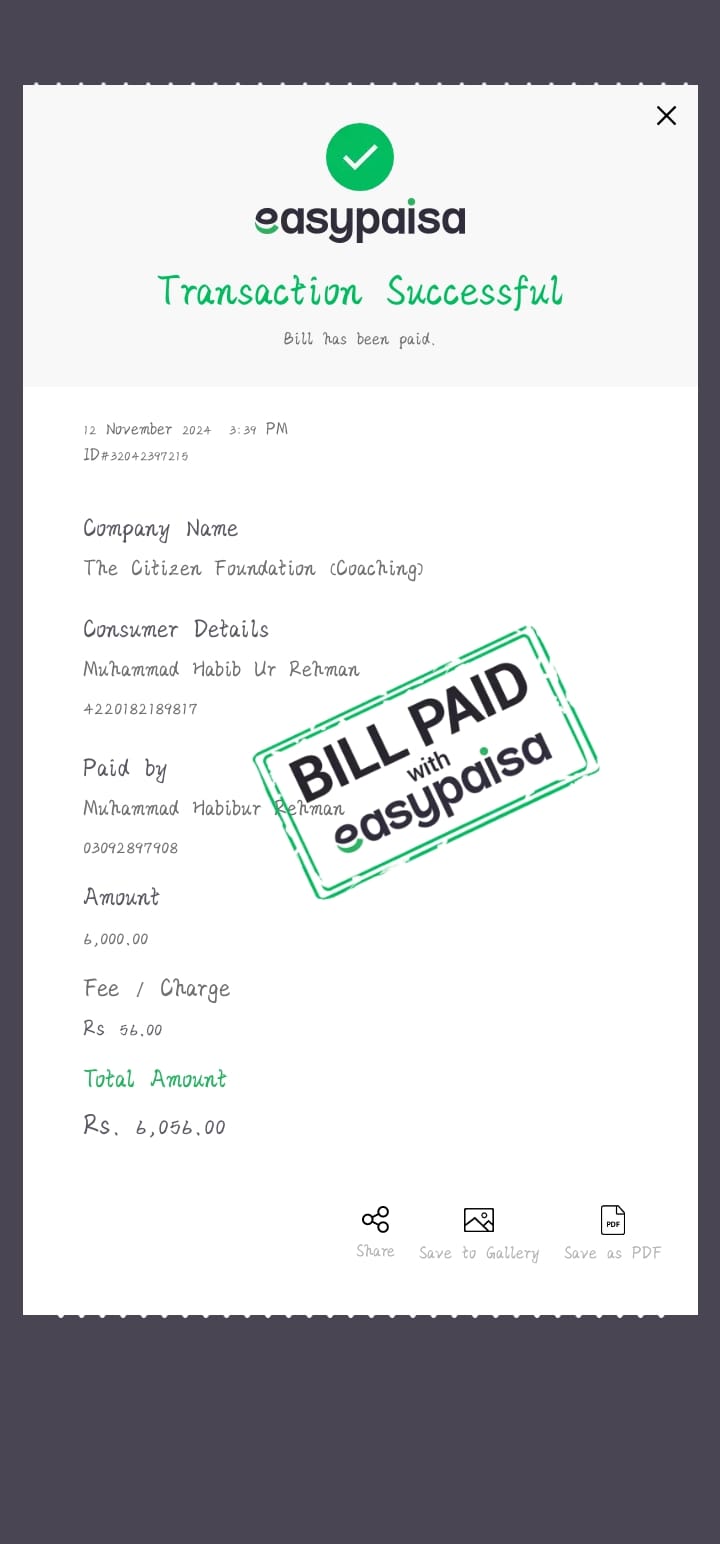 easypaisa
Transaction Successful
Bill has been paid.
12 November 2024 3:39 PM
ID#32042397215
Company Name
The Citizen Foundation (Coaching)
Consumer Details
Muhammad Habib Ur Rehman
4220182189817
Paid by
Muhammad Habibur Rehman
03092897908
BILL PAID
with
easypaisa
Amount
6,000.00
Fee / Charge
Rs 56.00
Total Amount
Rs. 6,056.00
Share
Save to Gallery
PDF
Save as PDF